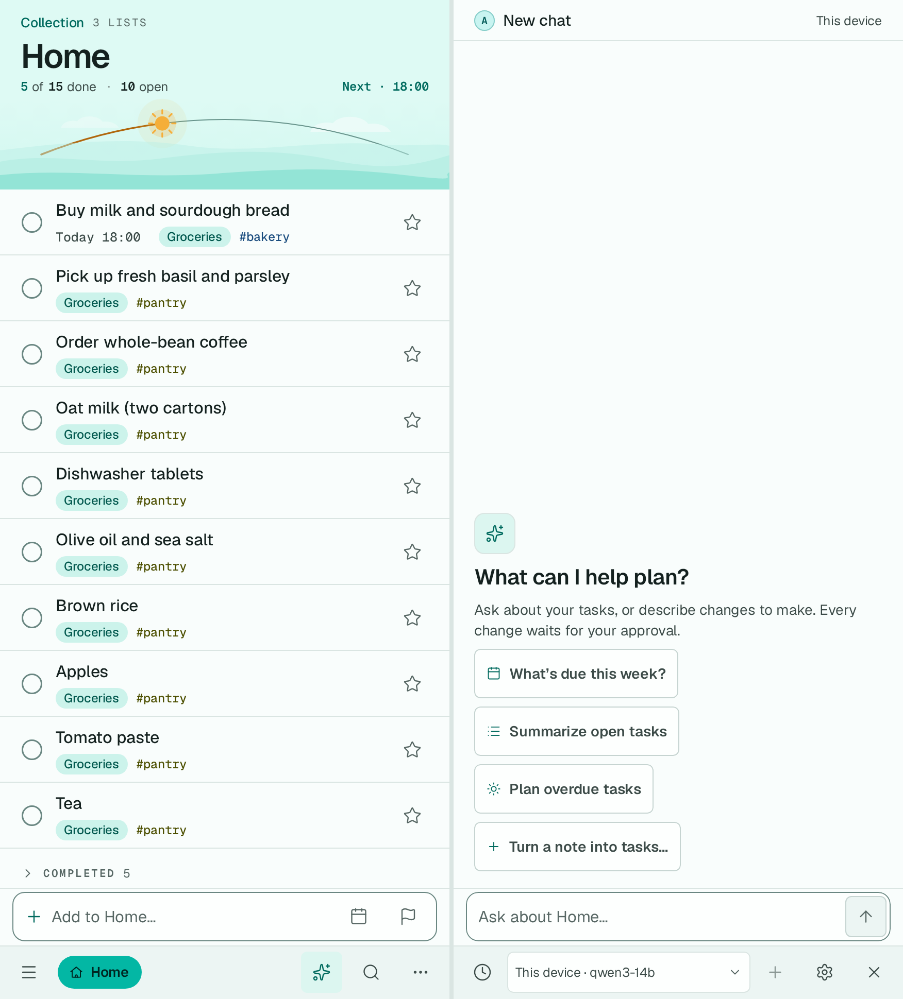 Collection 3 LISTS
Home
5 of 15 done · 10 open
Next · 18:00
Buy milk and sourdough bread
Today 18:00 Groceries #bakery
Pick up fresh basil and parsley
Groceries #pantry
Order whole-bean coffee
Groceries #pantry
Oat milk (two cartons)
Groceries #pantry
Dishwasher tablets
Groceries #pantry
Olive oil and sea salt
Groceries #pantry
Brown rice
Groceries #pantry
Apples
Groceries #pantry
Tomato paste
Groceries #pantry
Tea
Groceries #pantry
COMPLETED 5
Add to Home...
Home
A New chat
This device
What can I help plan?
Ask about your tasks, or describe changes to make. Every
change waits for your approval.
What's due this week?
Summarize open tasks
Plan overdue tasks
Turn a note into tasks...
Ask about Home...
This device · qwen3-14b